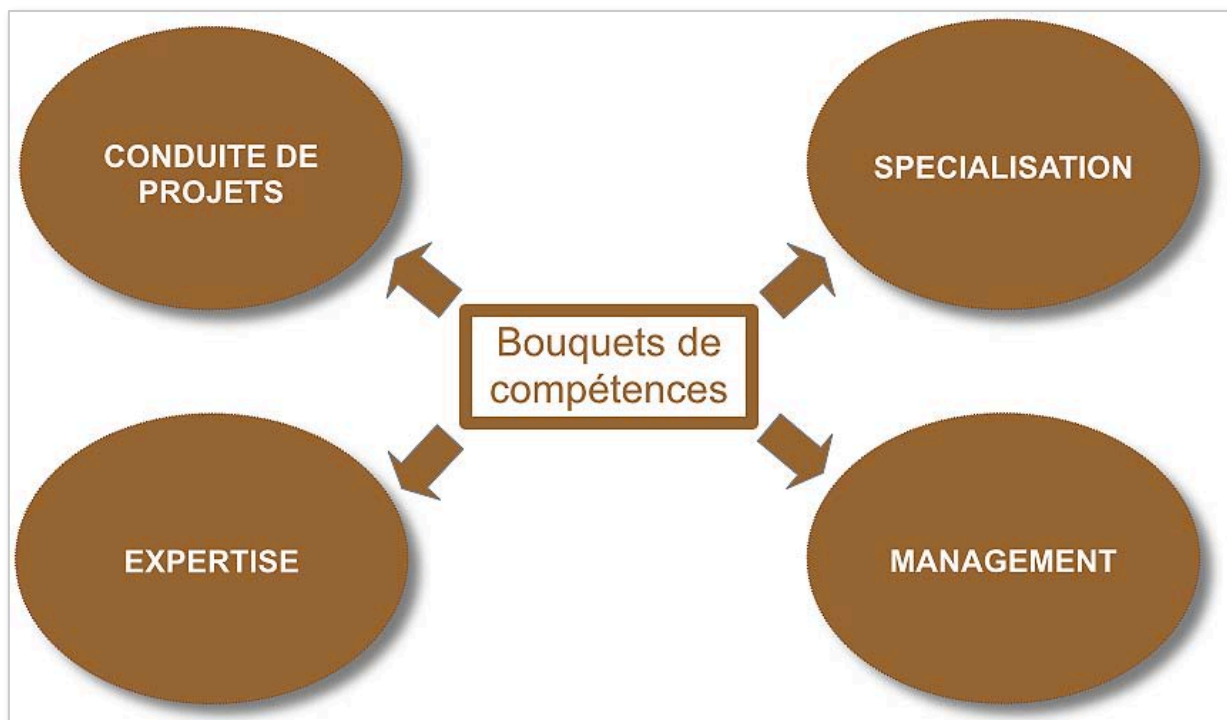 CONDUITE DE
PROJETS
SPECIALISATION
Bouquets de
compétences
EXPERTISE
MANAGEMENT